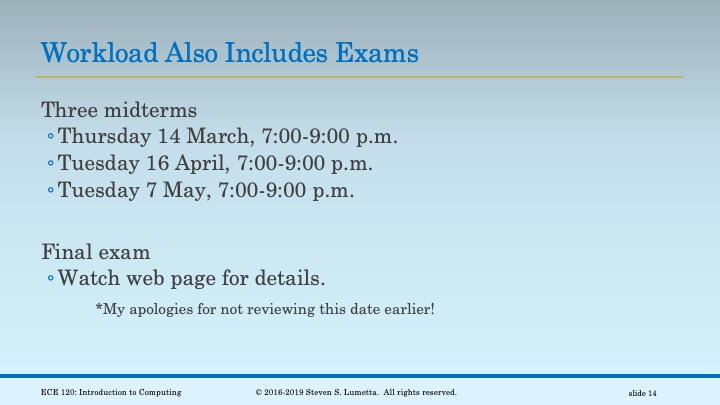 Workload Also Includes Exams
Three midterms
◦Thursday 14 March, 7:00-9:00 p.m.
◦Tuesday 16 April, 7:00-9:00 p.m.
◦Tuesday 7 May, 7:00-9:00 p.m.
Final exam
◦Watch web page for details.
*My apologies for not reviewing this date earlier!
ECE 120: Introduction to Computing
© 2016-2019 Steven S. Lumetta. All rights reserved.
slide 14